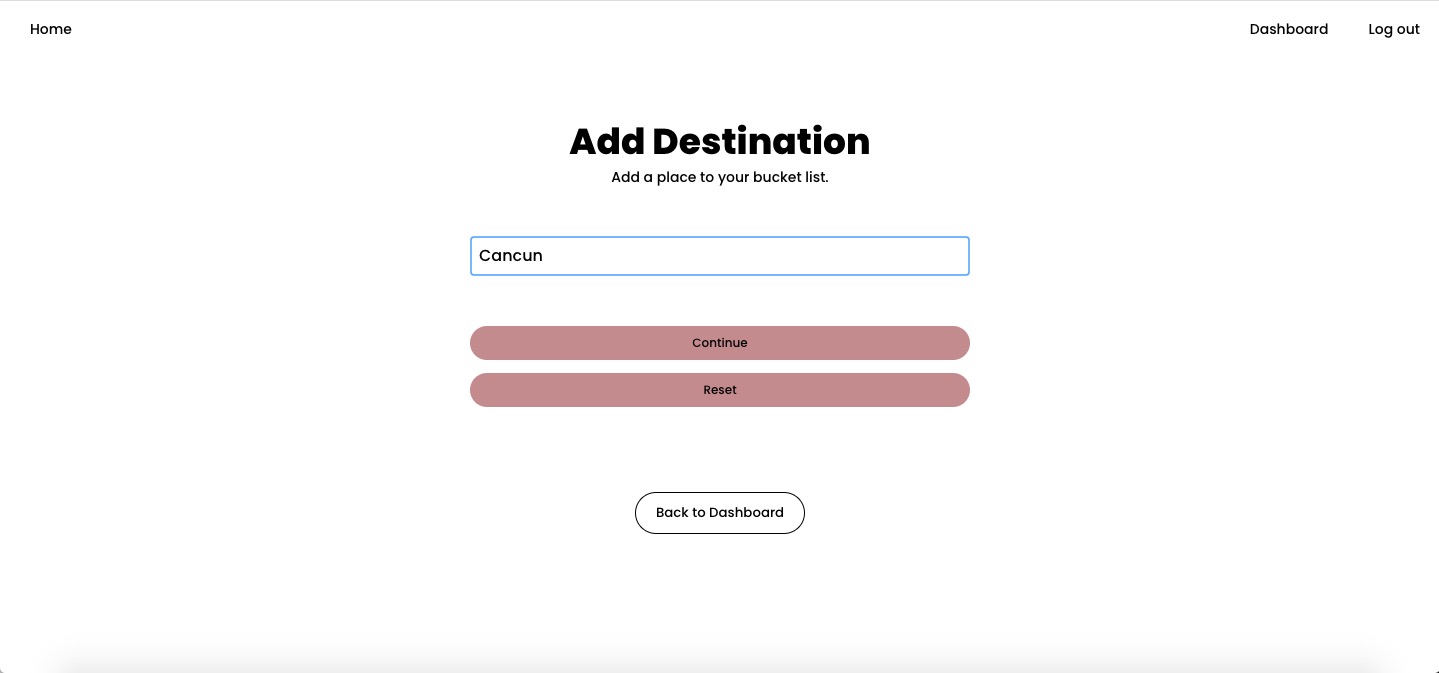 Home Dashboard Log out
Add Destination
Add a place to your bucket list.
Cancun
Continue
Reset
Back to Dashboard